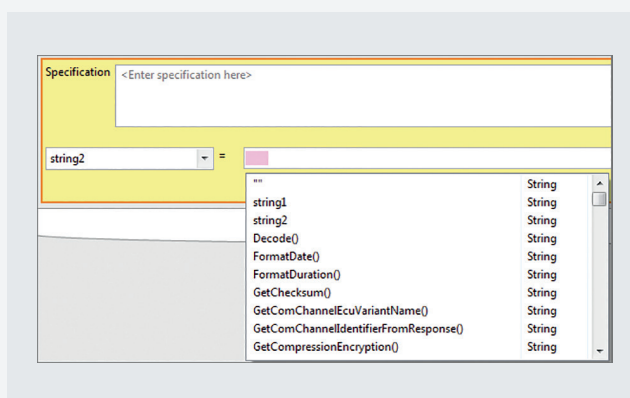 Specification <Enter specification here>
string2 =
"" String
string1 String
string2 String
Decode() String
FormatDate() String
FormatDuration() String
GetChecksum() String
GetComChannelEcuVariantName() String
GetComChannelIdentifierFromResponse() String
GetCompressionEncryption() String